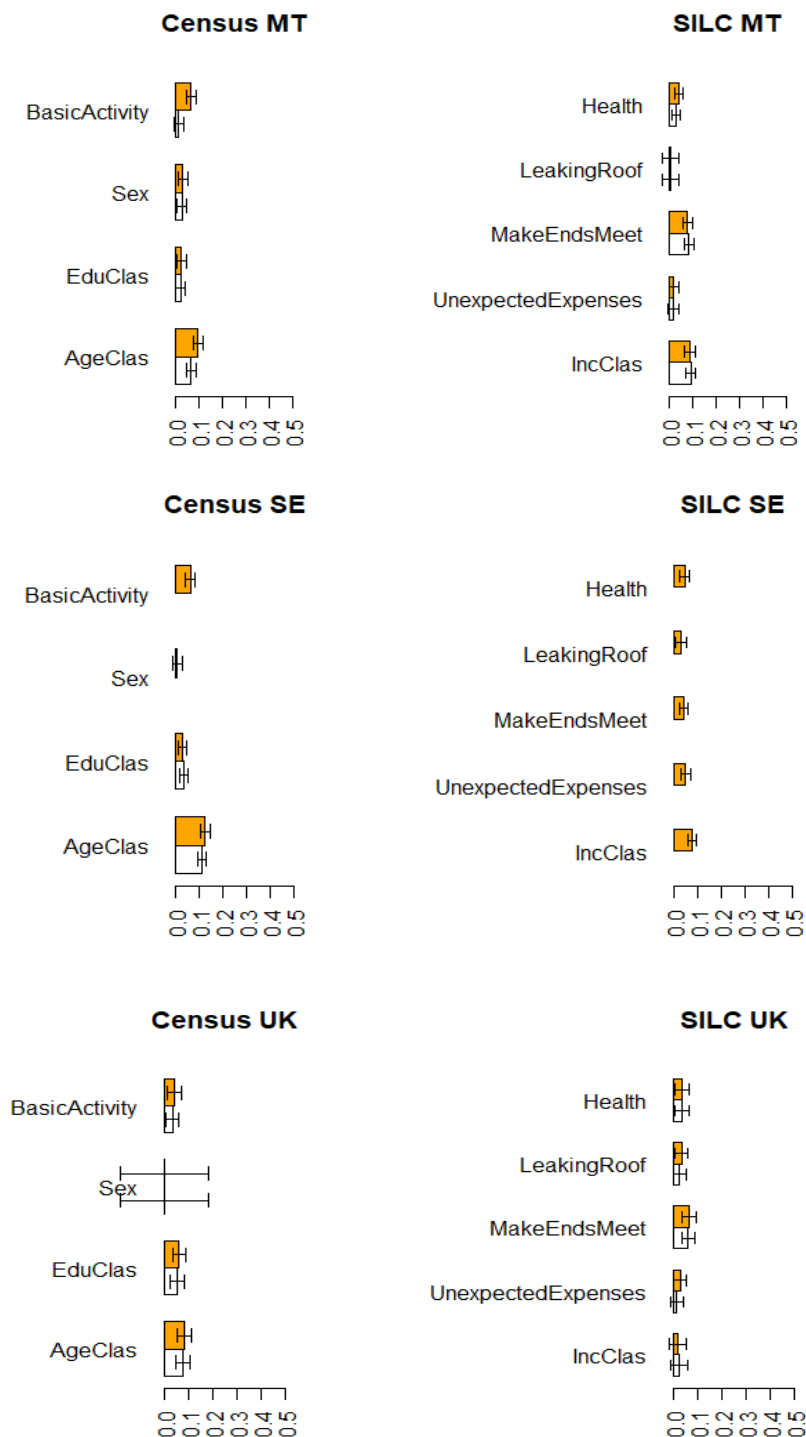 Census MT
BasicActivity
Sex
EduClas
AgeClas
0.0 0.1 0.2 0.3 0.4 0.5
SILC MT
Health
LeakingRoof
MakeEndsMeet
UnexpectedExpenses
IncClas
0.0 0.1 0.2 0.3 0.4 0.5
Census SE
BasicActivity
Sex
EduClas
AgeClas
0.0 0.1 0.2 0.3 0.4 0.5
SILC SE
Health
LeakingRoof
MakeEndsMeet
UnexpectedExpenses
IncClas
0.0 0.1 0.2 0.3 0.4 0.5
Census UK
BasicActivity
Sex
EduClas
AgeClas
0.0 0.1 0.2 0.3 0.4 0.5
SILC UK
Health
LeakingRoof
MakeEndsMeet
UnexpectedExpenses
IncClas
0.0 0.1 0.2 0.3 0.4 0.5